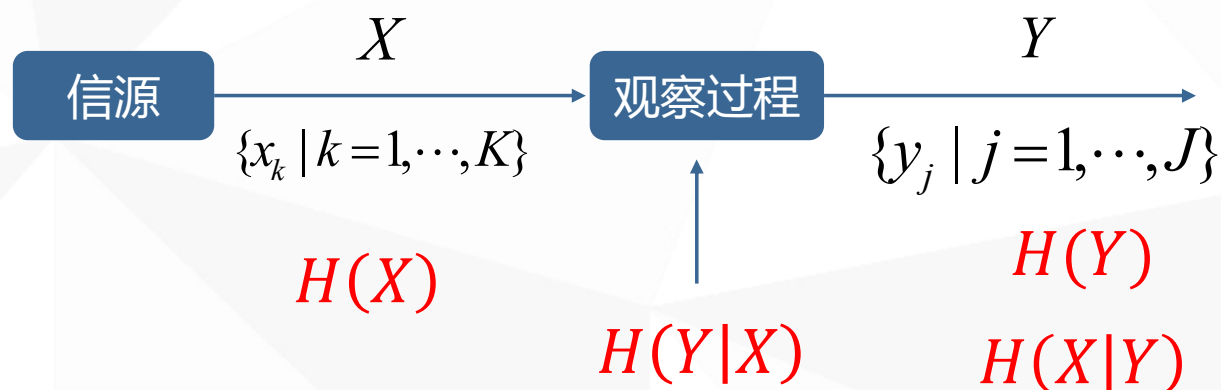 X
Y
信源
观察过程
{x_k | k=1,⋯,K}
{y_j | j=1,⋯,J}
H(X)
H(Y)
H(Y|X)
H(X|Y)